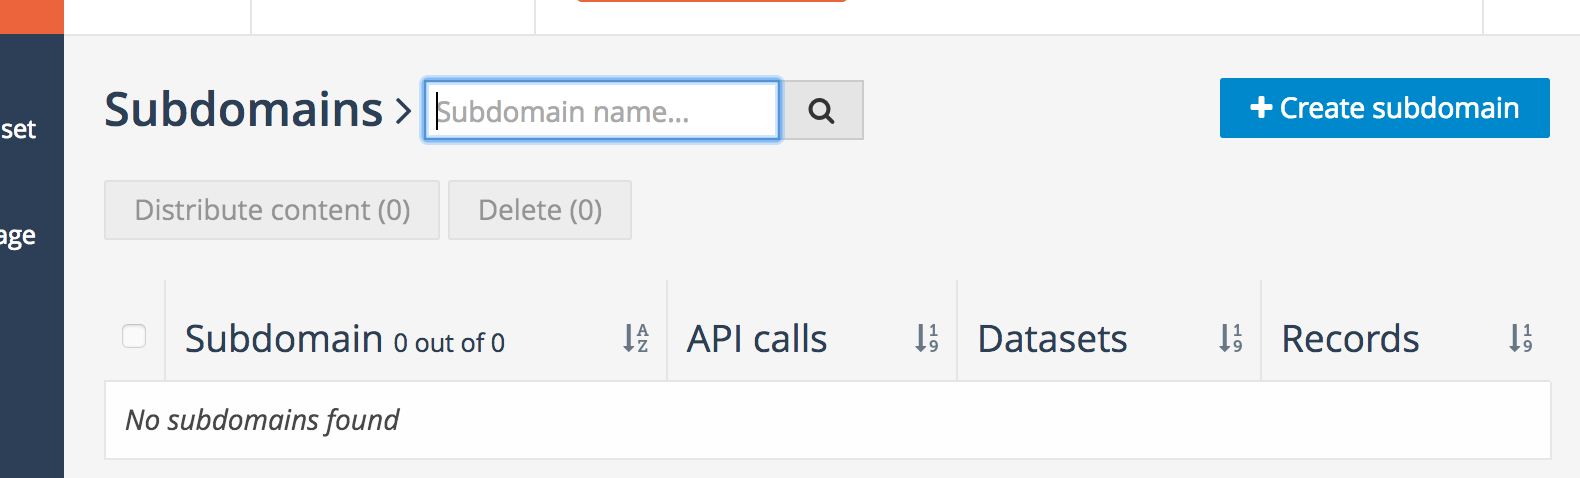 Subdomains > Subdomain name...
+ Create subdomain
set
age
Distribute content (0)
Delete (0)
Subdomain 0 out of 0
API calls
Datasets
Records
No subdomains found